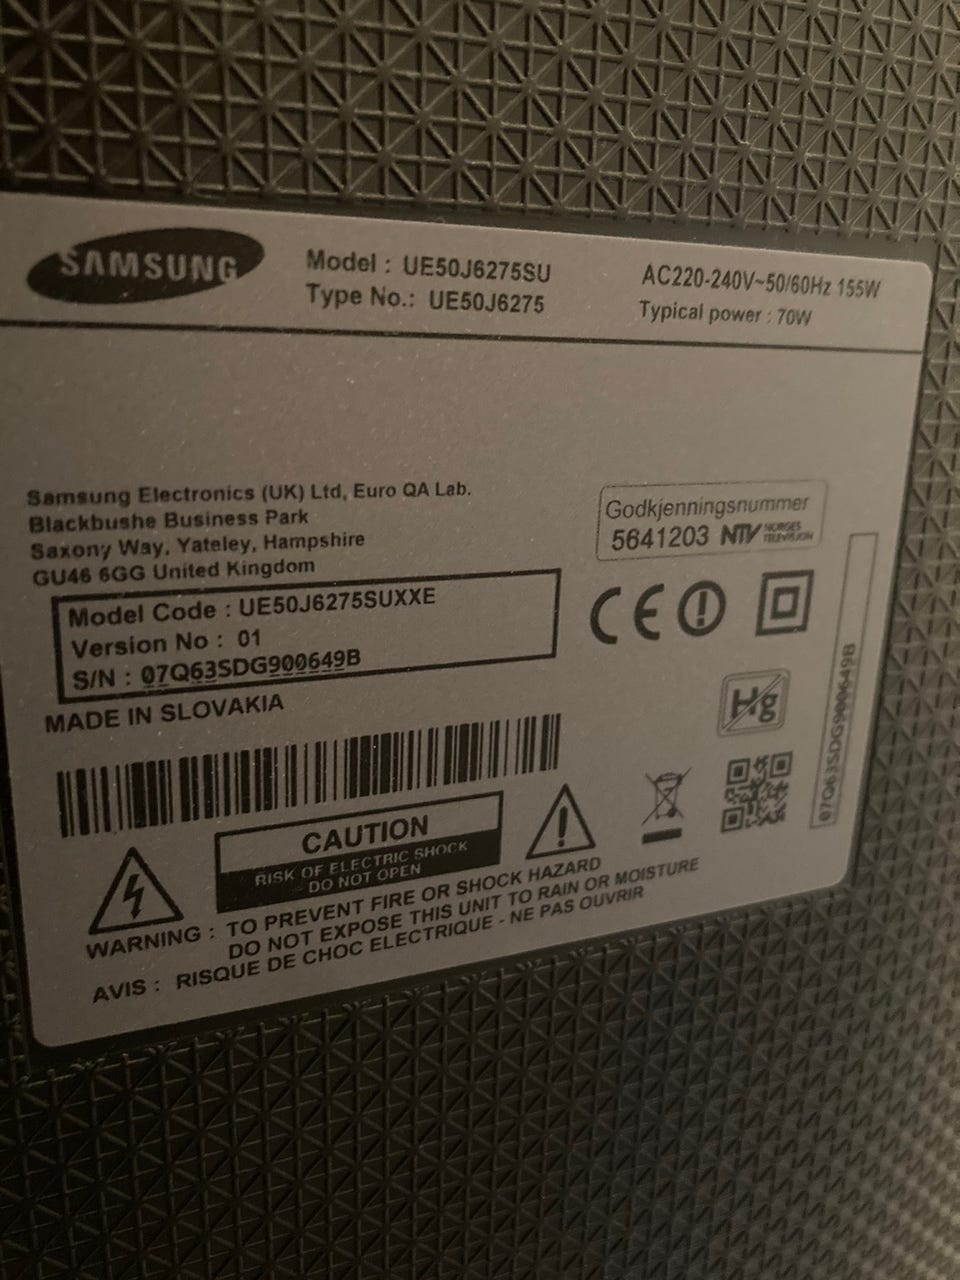 SAMSUNG
Model : UE50J6275SU
Type No.: UE50J6275
AC220-240V~50/60Hz 155W
Typical power : 70W
Samsung Electronics (UK) Ltd, Euro QA Lab.
Blackbushe Business Park
Saxony Way, Yateley, Hampshire
GU46 6GG United Kingdom
Godkjenningsnummer
5641203 NTV NORGES
TELEVISJON
Model Code : UE50J6275SUXXE
Version No : 01
S/N : 07Q63SDG900649B
MADE IN SLOVAKIA
CE
Hg
07Q63SDG900649B
CAUTION
RISK OF ELECTRIC SHOCK
DO NOT OPEN
WARNING : TO PREVENT FIRE OR SHOCK HAZARD
DO NOT EXPOSE THIS UNIT TO RAIN OR MOISTURE
AVIS : RISQUE DE CHOC ELECTRIQUE - NE PAS OUVRIR